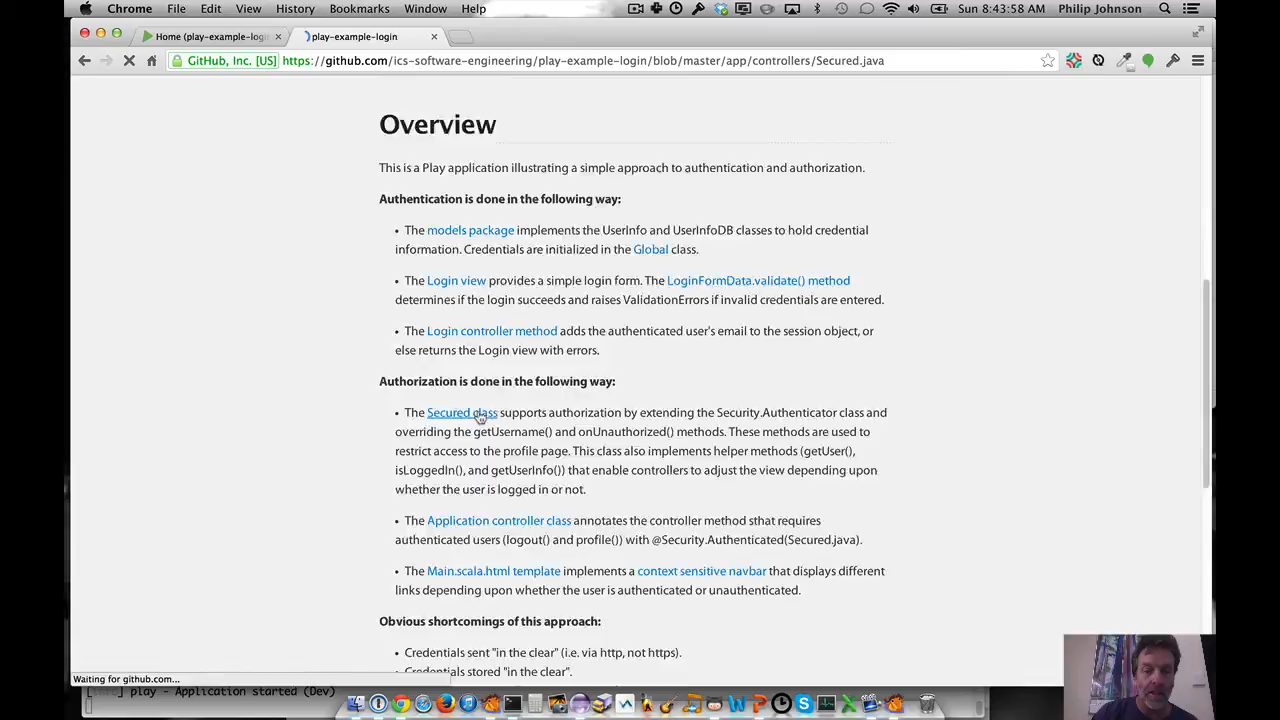 Chrome File Edit View History Bookmarks Window Help Sun 8:43:58 AM Philip Johnson
Home (play-example-logi
play-example-login
GitHub, Inc. [US] https://github.com/ics-software-engineering/play-example-login/blob/master/app/controllers/Secured.java
Overview
This is a Play application illustrating a simple approach to authentication and authorization.
Authentication is done in the following way:
• The models package implements the UserInfo and UserInfoDB classes to hold credential
information. Credentials are initialized in the Global class.
• The Login view provides a simple login form. The LoginFormData.validate() method
determines if the login succeeds and raises ValidationErrors if invalid credentials are entered.
• The Login controller method adds the authenticated user's email to the session object, or
else returns the Login view with errors.
Authorization is done in the following way:
• The Secured class supports authorization by extending the Security.Authenticator class and
overriding the getUsername() and onUnauthorized() methods. These methods are used to
restrict access to the profile page. This class also implements helper methods (getUser(),
isLoggedIn(), and getUserInfo()) that enable controllers to adjust the view depending upon
whether the user is logged in or not.
• The Application controller class annotates the controller method sthat requires
authenticated users (logout() and profile()) with @Security.Authenticated(Secured.java).
• The Main.scala.html template implements a context sensitive navbar that displays different
links depending upon whether the user is authenticated or unauthenticated.
Obvious shortcomings of this approach:
• Credentials sent "in the clear" (i.e. via http, not https).
• Credentials stored "in the clear".
Waiting for github.com...
play - Application started (Dev)